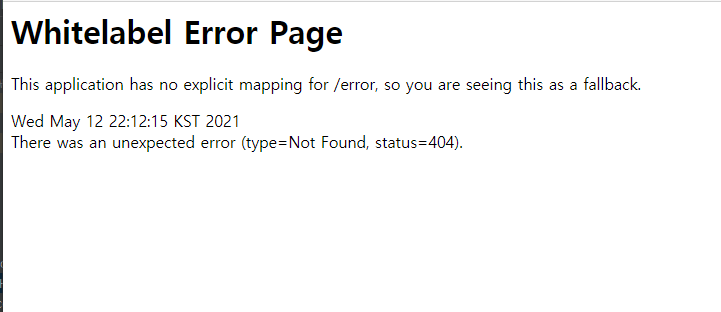 Whitelabel Error Page
This application has no explicit mapping for /error, so you are seeing this as a fallback.
Wed May 12 22:12:15 KST 2021
There was an unexpected error (type=Not Found, status=404).